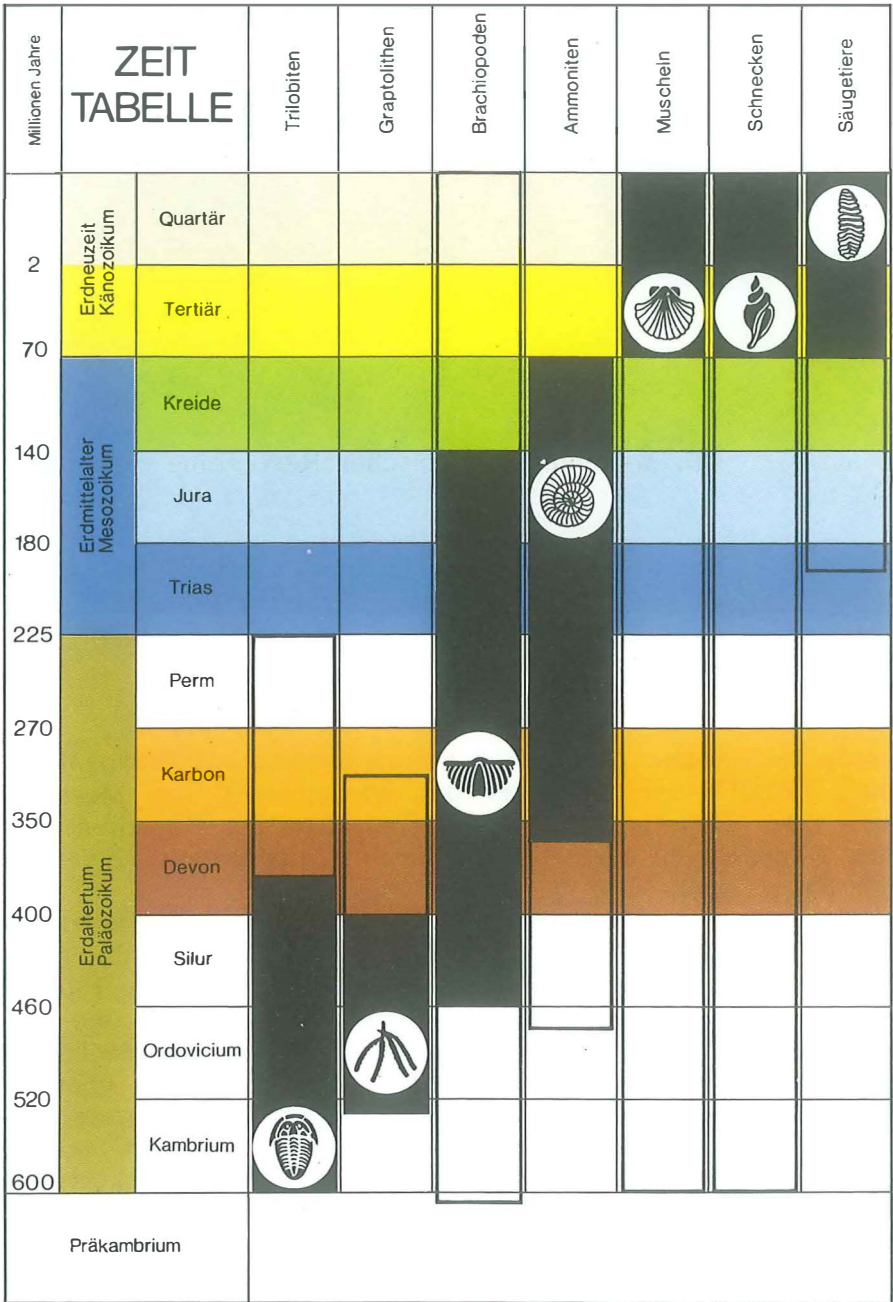 Millionen Jahre
ZEIT
TABELLE
Trilobiten
Graptolithen
Brachiopoden
Ammoniten
Muscheln
Schnecken
Säugetiere
Erdneuzeit
Känozoikum
Quartär
2
Tertiär
70
Erdmittelalter
Mesozoikum
Kreide
140
Jura
180
Trias
225
Erdaltertum
Paläozoikum
Perm
270
Karbon
350
Devon
400
Silur
460
Ordovicium
520
Kambrium
600
Präkambrium